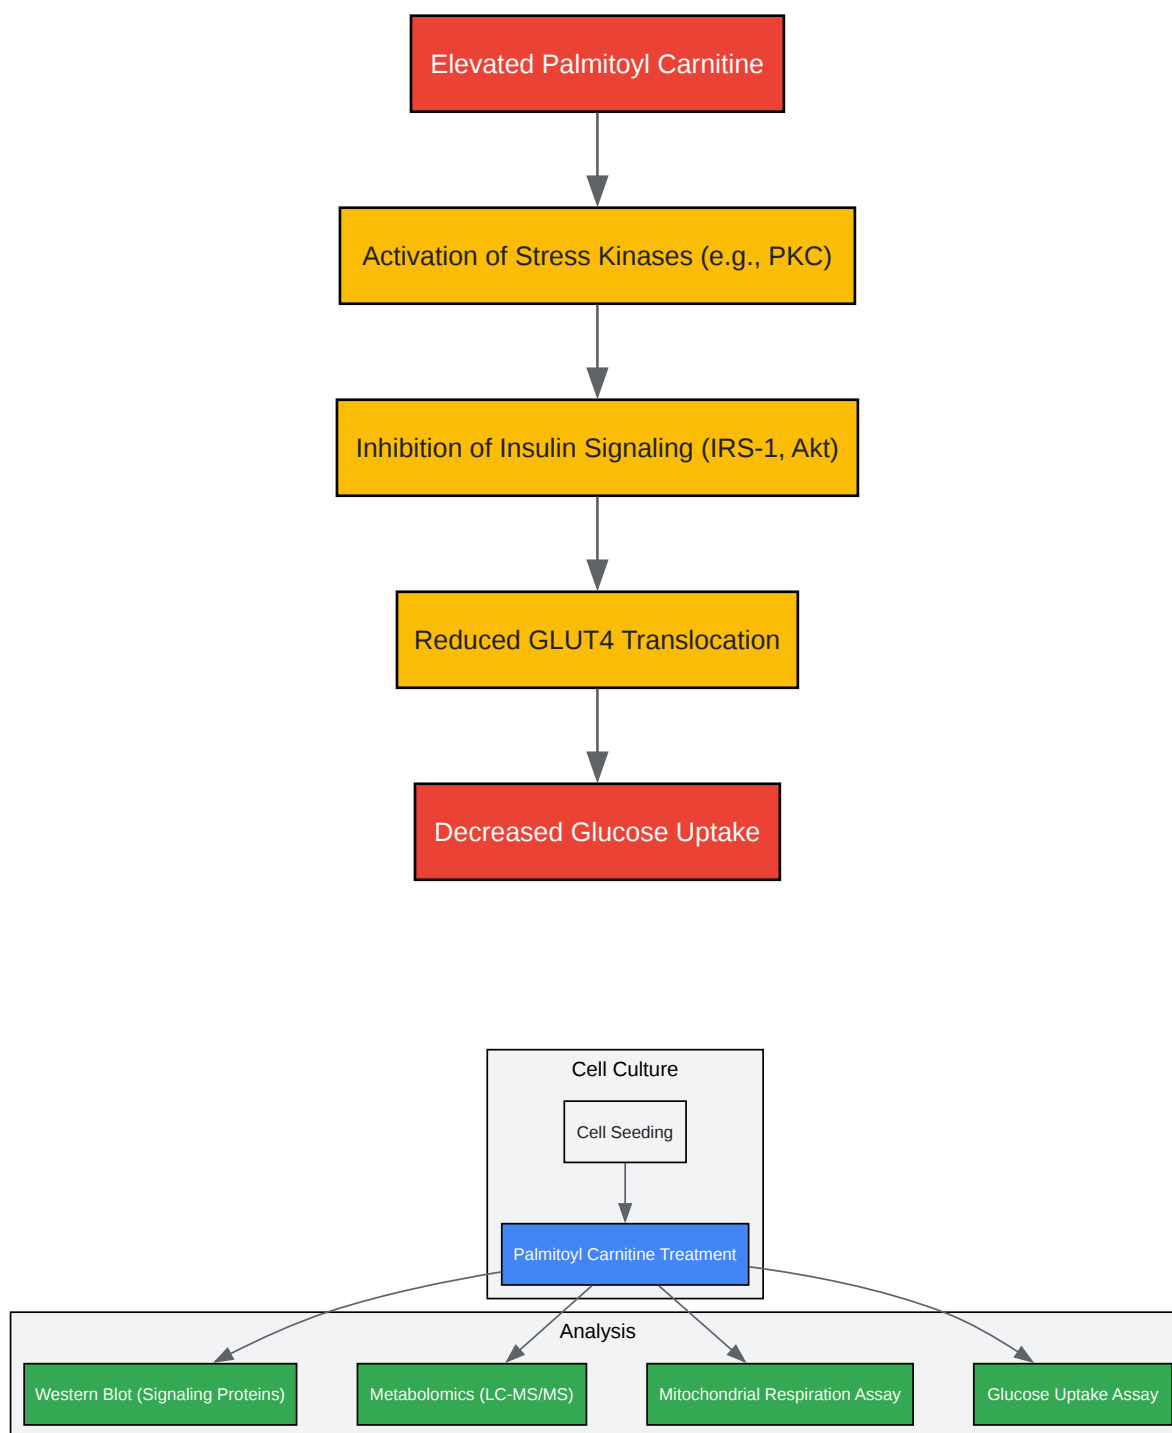 Elevated Palmitoyl Carnitine
Activation of Stress Kinases (e.g., PKC)
Inhibition of Insulin Signaling (IRS-1, Akt)
Reduced GLUT4 Translocation
Decreased Glucose Uptake
Cell Culture
Cell Seeding
Palmitoyl Carnitine Treatment
Analysis
Western Blot (Signaling Proteins)
Metabolomics (LC-MS/MS)
Mitochondrial Respiration Assay
Glucose Uptake Assay